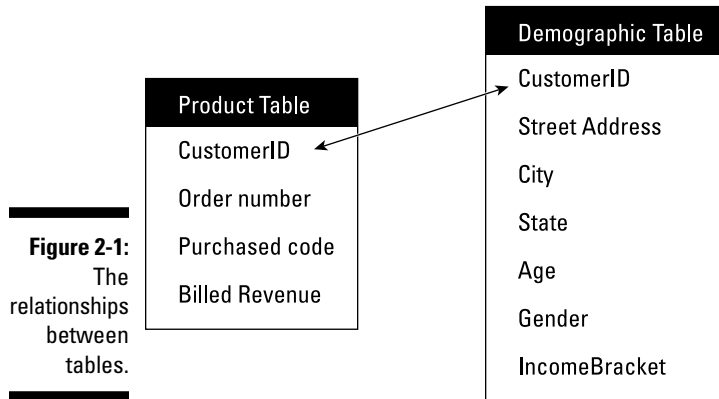 Demographic Table
CustomerID
Street Address
City
State
Age
Gender
IncomeBracket
Product Table
CustomerID
Order number
Purchased code
Billed Revenue
Figure 2-1:
The
relationships
between
tables.